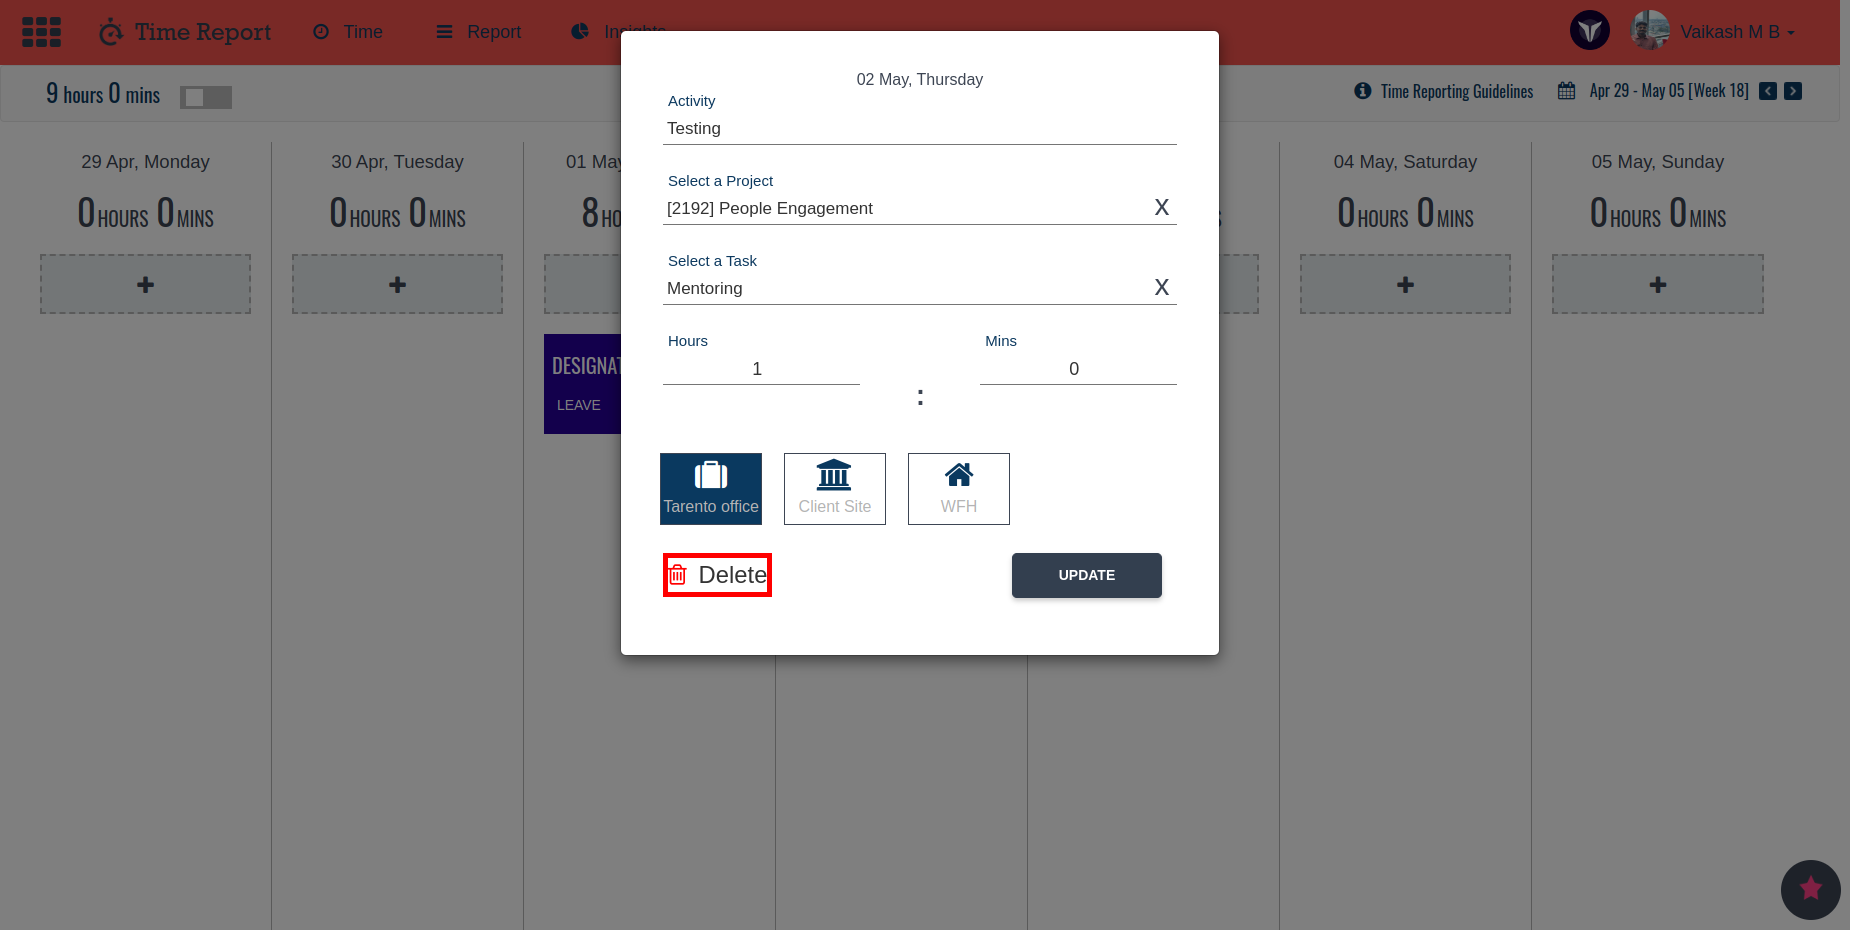 Time Report
Time
Report
Insights
Vaikash M B
9 hours 0 mins
Time Reporting Guidelines
Apr 29 - May 05 [Week 18]
29 Apr, Monday
0 HOURS 0 MINS
30 Apr, Tuesday
0 HOURS 0 MINS
01 May
8 HO
04 May, Saturday
0 HOURS 0 MINS
05 May, Sunday
0 HOURS 0 MINS
LEAVE
02 May, Thursday
Activity
Testing
Select a Project
[2192] People Engagement X
Select a Task
Mentoring X
Hours
Mins
1 : 0
Tarento office
Client Site
WFH
Delete
UPDATE